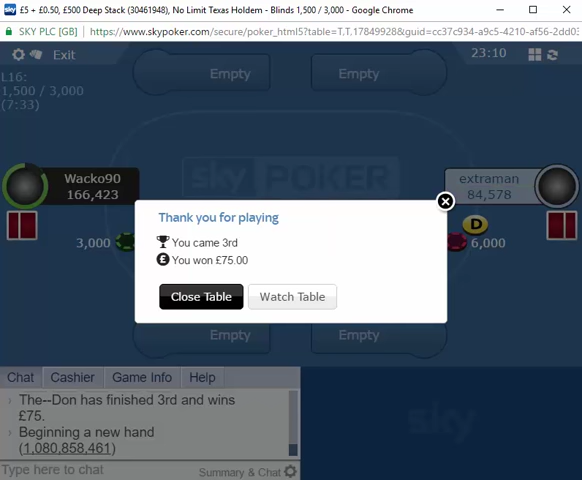 £5 + £0.50, £500 Deep Stack (30461948), No Limit Texas Holdem - Blinds 1,500 / 3,000 - Google Chrome
SKY PLC [GB] https://www.skypoker.com/secure/poker_html5?table=T,T,17849928&guid=cc37c934-a9c5-4210-af56-2dd03
Exit
Empty
Empty
23:10
L16:
1,500 / 3,000
(7:33)
Wacko90
166,423
sky POKER
extraman
84,578
D
3,000
6,000
Thank you for playing
You came 3rd
You won £75.00
Close Table
Watch Table
Empty
Empty
Chat
Cashier
Game Info
Help
The--Don has finished 3rd and wins
£75.
Beginning a new hand
(1,080,858,461)
Type here to chat
Summary & Chat
sky